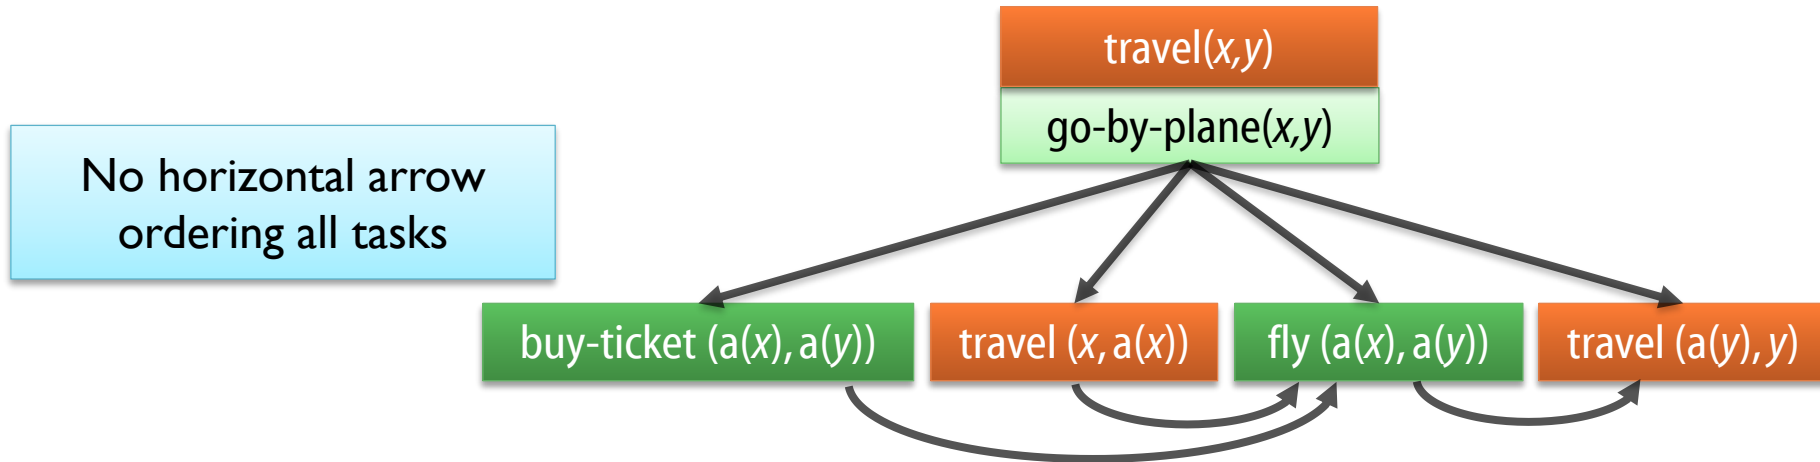 travel(x,y)
go-by-plane(x,y)
No horizontal arrow
ordering all tasks
buy-ticket (a(x), a(y))
travel (x, a(x))
fly (a(x), a(y))
travel (a(y), y)